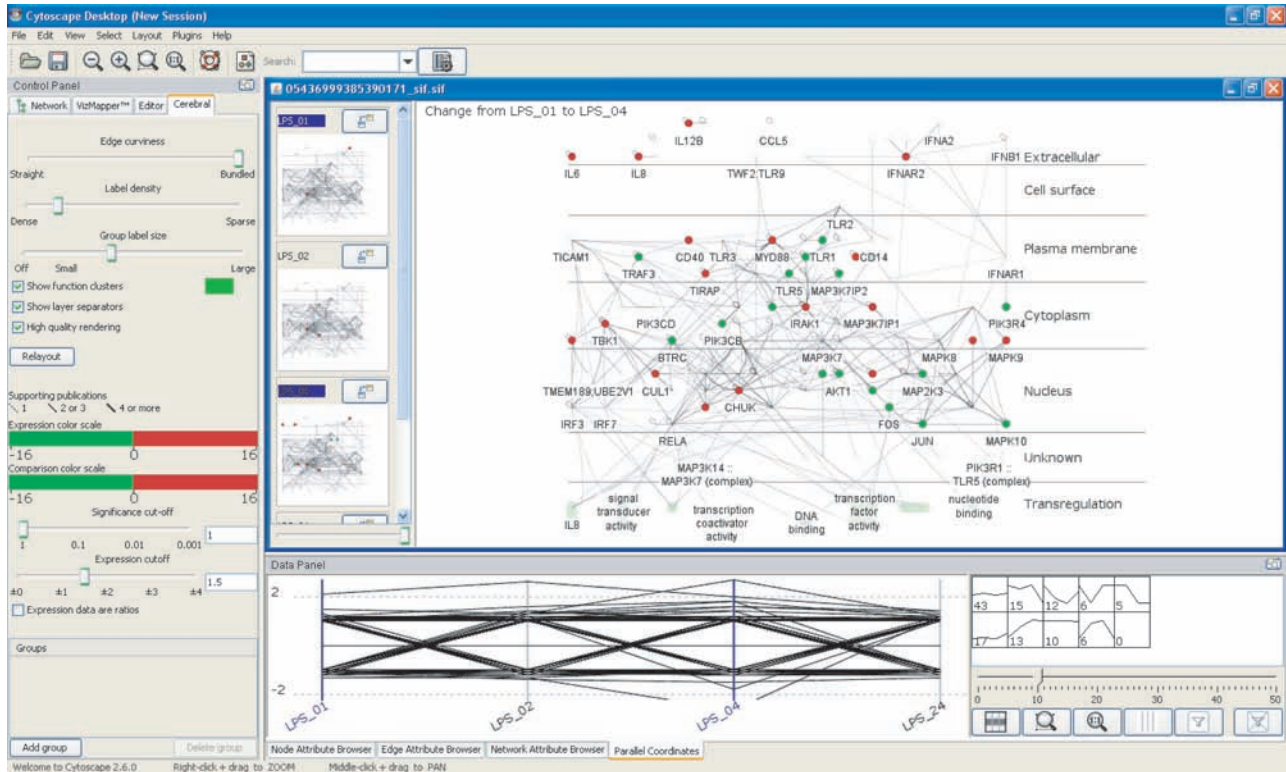 Cytoscape Desktop (New Session)
File Edit View Select Layout Plugins Help
Search:
Control Panel
Network VizMapper™ Editor Cerebral
Edge curviness
Straight Bundled
Label density
Dense Sparse
Group label size
Off Small Large
Show function clusters
Show layer separators
High quality rendering
Relayout
Supporting publications
1 2 or 3 4 or more
Expression color scale
-16 0 16
Comparison color scale
-16 0 16
Significance cut-off
1 0.1 0.01 0.001 1
Expression cutoff
±0 ±1 ±2 ±3 ±4 1.5
Expression data are ratios
Groups
Add group Delete group
05436999385390171_sif.sif
LPS_01
LPS_02
Change from LPS_01 to LPS_04
IL12B CCL5 IFNA2
IFNB1 Extracellular
IL6 IL8 TWF2;TLR9 IFNAR2
Cell surface
TLR2
Plasma membrane
TICAM1 CD40 TLR3 MYD88 TLR1 CD14
TRAF3 IFNAR1
TIRAP TLR5 MAP3K7IP2
Cytoplasm
PIK3CD IRAK1 MAP3K7IP1 PIK3R4
TBK1 PIK3CB
BTRC MAP3K7 MAPK8 MAPK9
Nucleus
TMEM189;UBE2V1 CUL1 AKT1 MAP2K3
CHUK
IRF3 IRF7 FOS
RELA JUN MAPK10
Unknown
MAP3K14 ::
MAP3K7 (complex)
PIK3R1 ::
TLR5 (complex)
Transregulation
IL8
signal
transducer
activity
transcription
coactivator
activity
DNA
binding
transcription
factor
activity
nucleotide
binding
Data Panel
2
-2
LPS_01 LPS_02 LPS_04 LPS_24
43 15 12 6 5
17 13 10 6 0
0 10 20 30 40 50
Node Attribute Browser Edge Attribute Browser Network Attribute Browser Parallel Coordinates
Welcome to Cytoscape 2.6.0 Right-click + drag to ZOOM Middle-click + drag to PAN